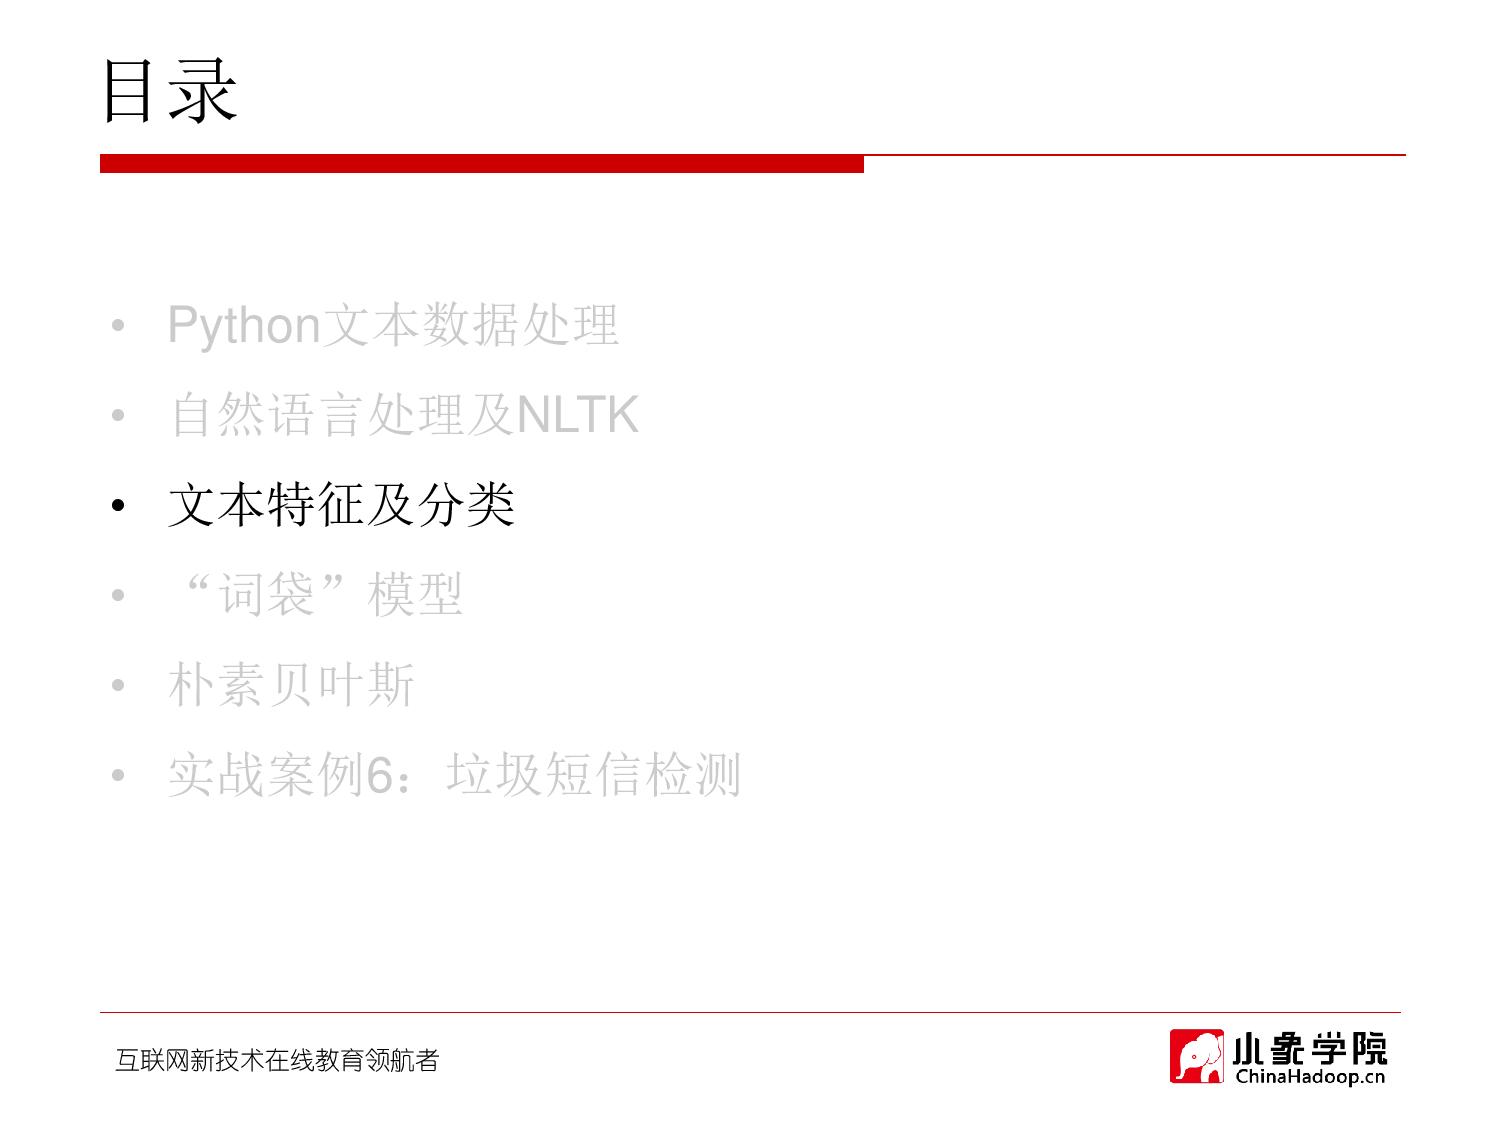 目录
• Python文本数据处理
• 自然语言处理及NLTK
• 文本特征及分类
• “词袋”模型
• 朴素贝叶斯
• 实战案例6：垃圾短信检测
互联网新技术在线教育领航者
小象学院
ChinaHadoop.cn